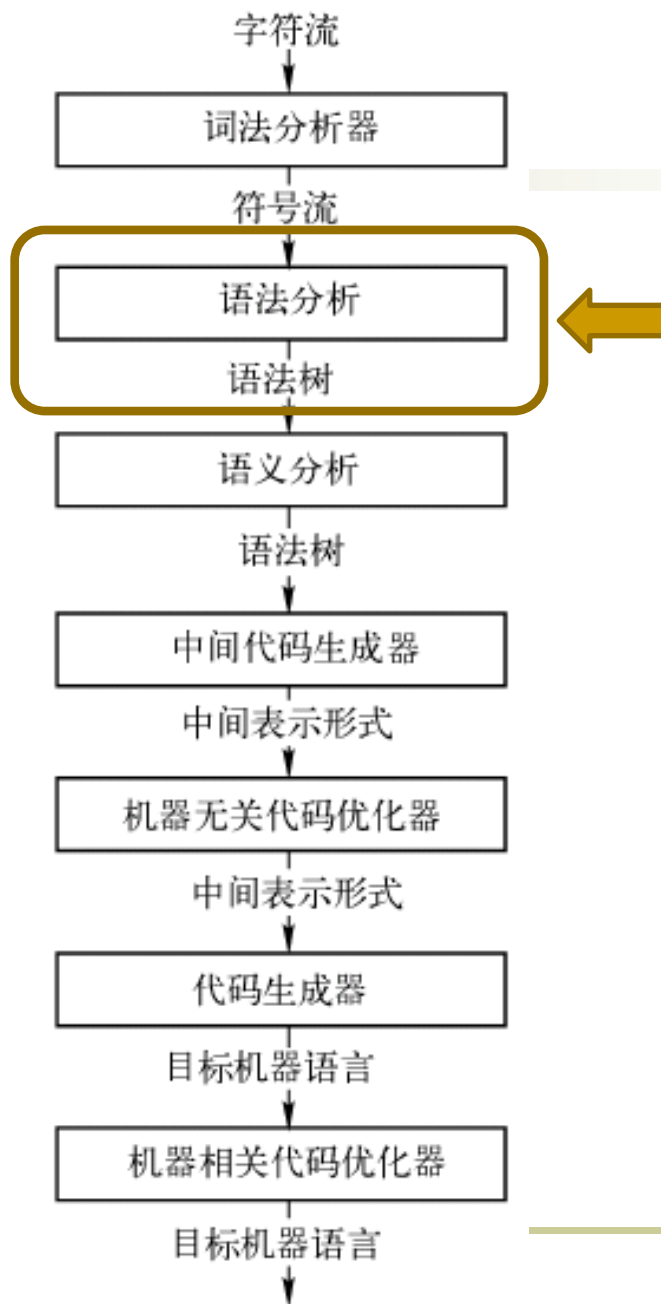 字符流
词法分析器
符号流
语法分析
语法树
语义分析
语法树
中间代码生成器
中间表示形式
机器无关代码优化器
中间表示形式
代码生成器
目标机器语言
机器相关代码优化器
目标机器语言